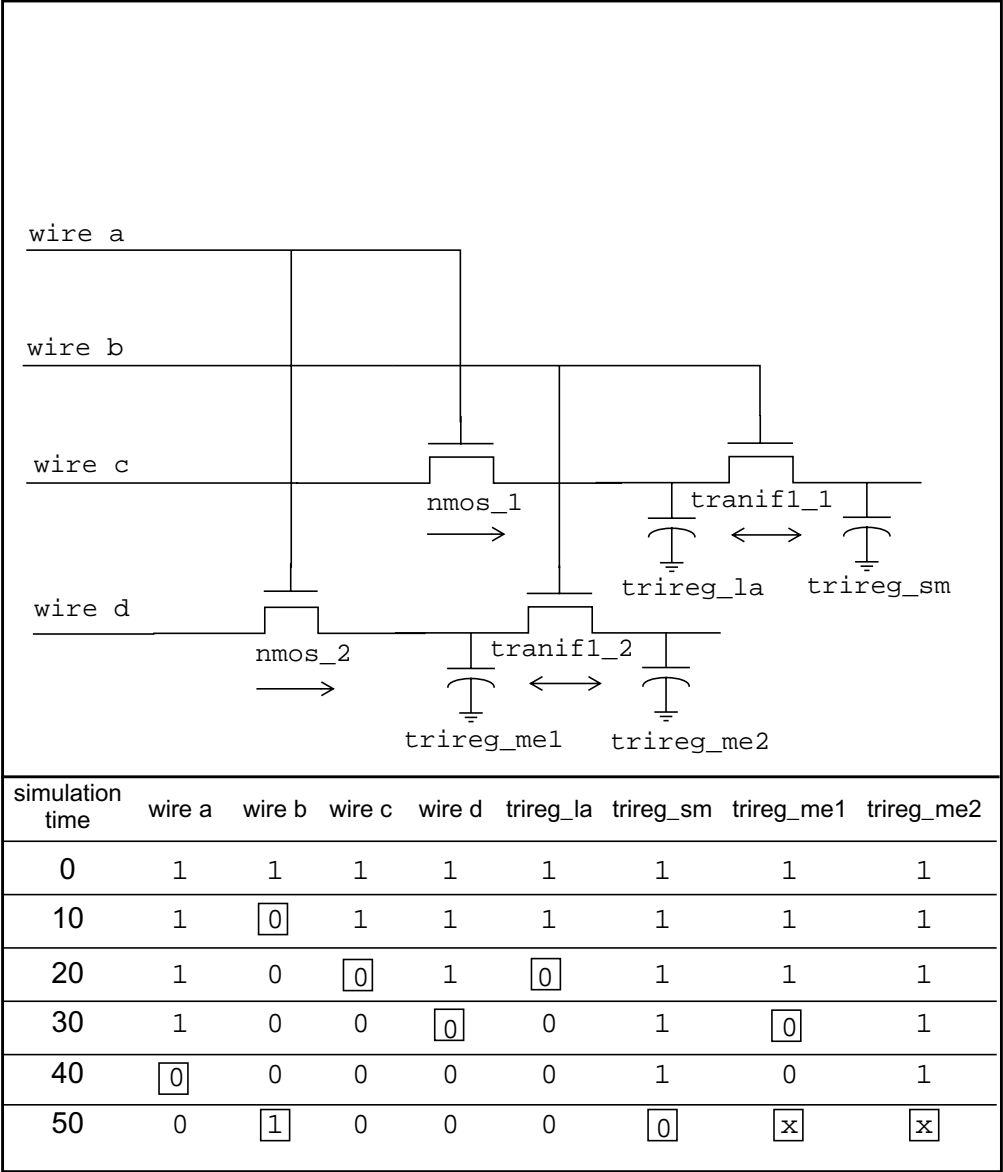 wire a
wire b
wire c
nmos_1
tranif1_1
trireg_la
trireg_sm
wire d
nmos_2
tranif1_2
trireg_me1
trireg_me2
simulation time wire a wire b wire c wire d trireg_la trireg_sm trireg_me1 trireg_me2
0 1 1 1 1 1 1 1 1
10 1 0 1 1 1 1 1 1
20 1 0 0 1 0 1 1 1
30 1 0 0 0 0 1 0 1
40 0 0 0 0 0 1 0 1
50 0 1 0 0 0 0 x x